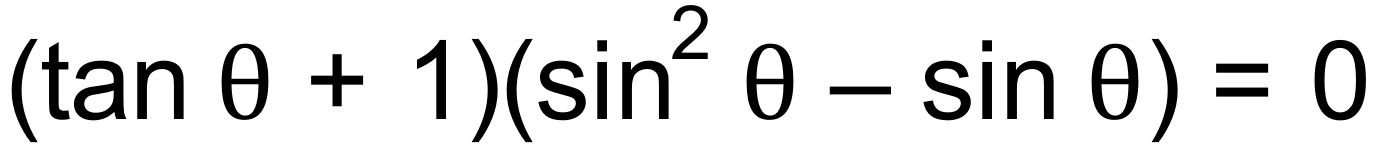 (tan θ + 1)(sin² θ – sin θ) = 0